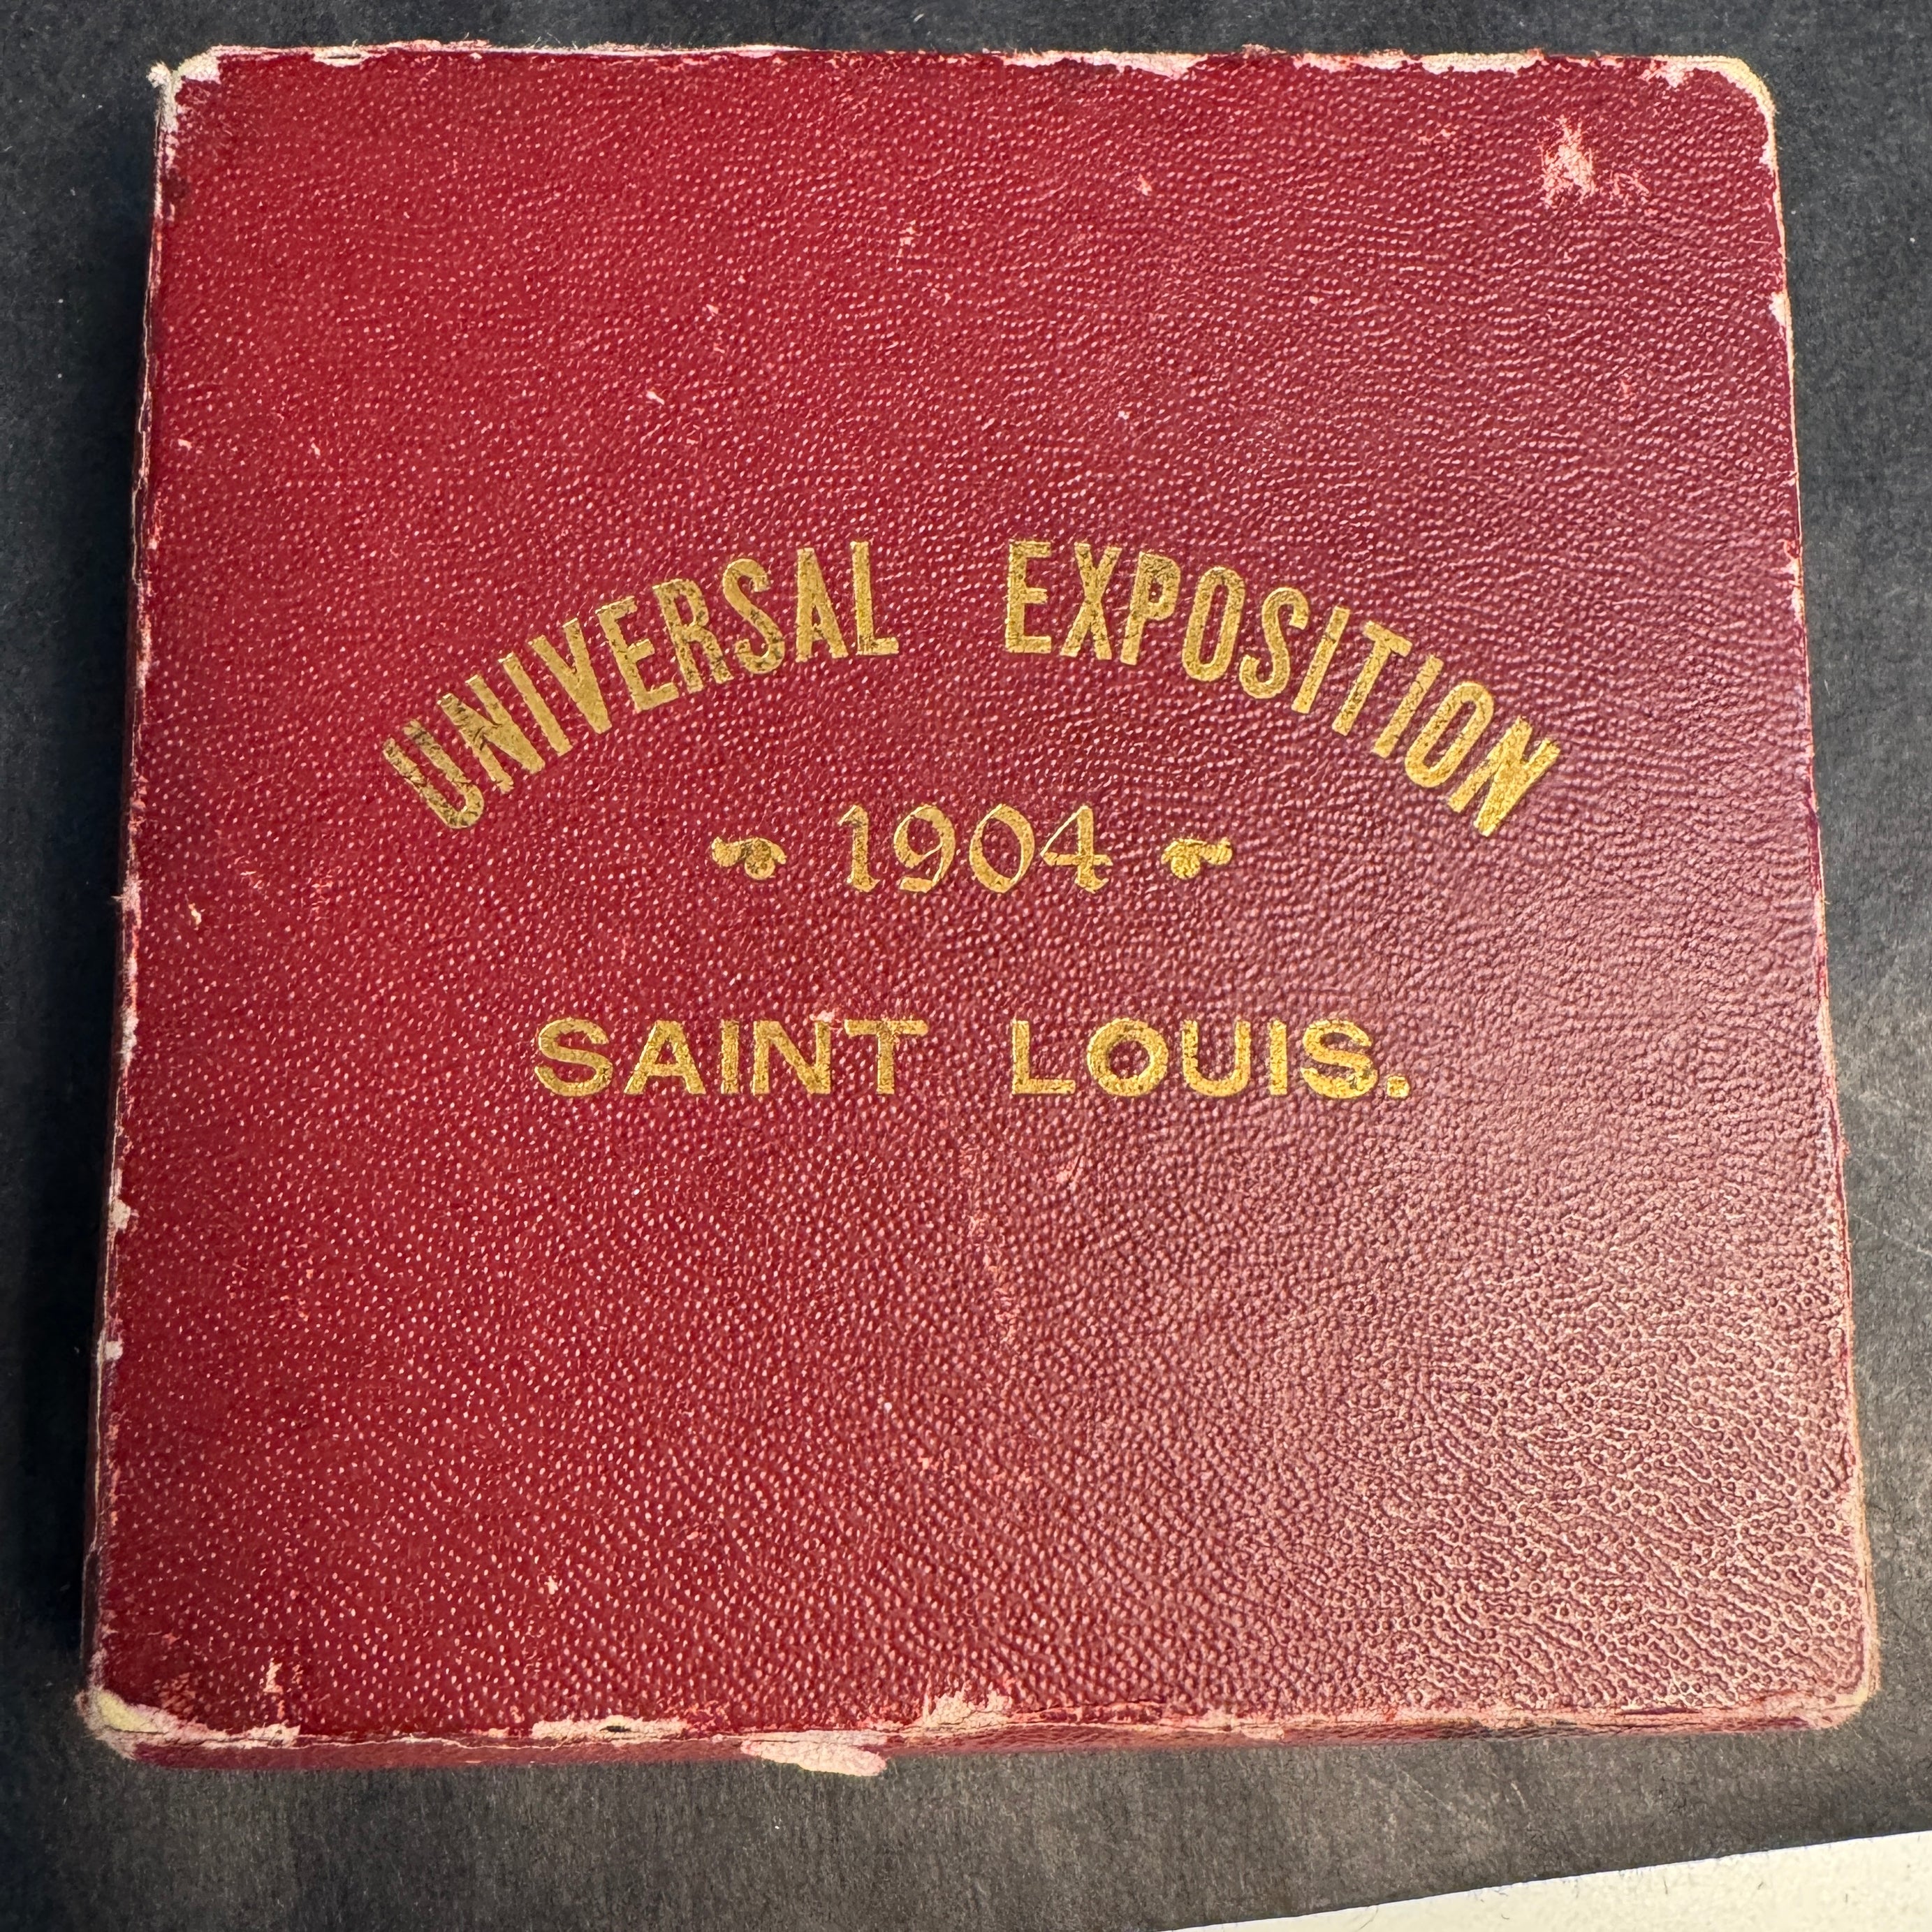 UNIVERSAL EXPOSITION
1904
SAINT LOUIS.